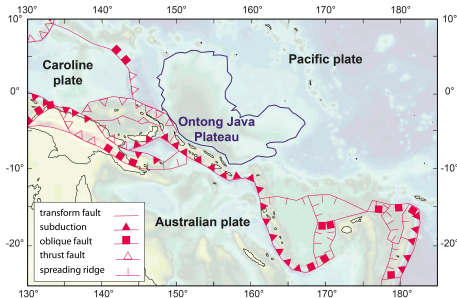 130° 140° 150° 160° 170° 180°
10° 10°
Pacific plate
Caroline
plate
0° 0°
Ontong Java
Plateau
-10° -10°
transform fault
subduction
oblique fault
thrust fault
spreading ridge
Australian plate
-20° -20°
130° 140° 150° 160° 170° 180°